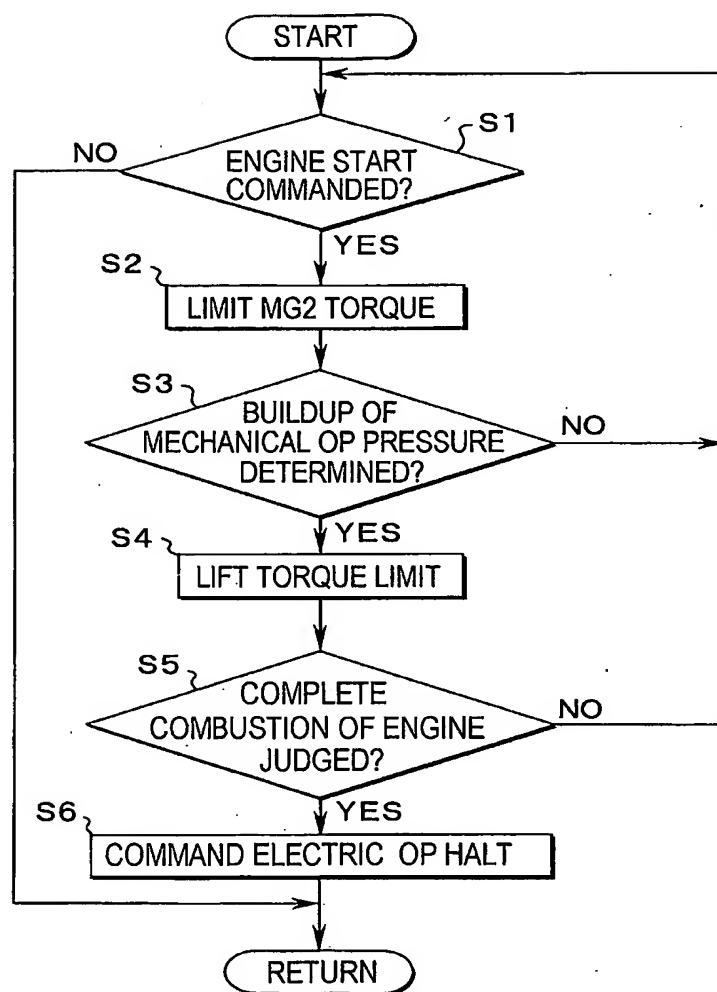 START
S1
NO
ENGINE START
COMMANDED?
YES
S2
LIMIT MG2 TORQUE
S3
BUILDUP OF
MECHANICAL OP PRESSURE
DETERMINED?
NO
YES
S4
LIFT TORQUE LIMIT
S5
COMPLETE
COMBUSTION OF ENGINE
JUDGED?
NO
YES
S6
COMMAND ELECTRIC OP HALT
RETURN